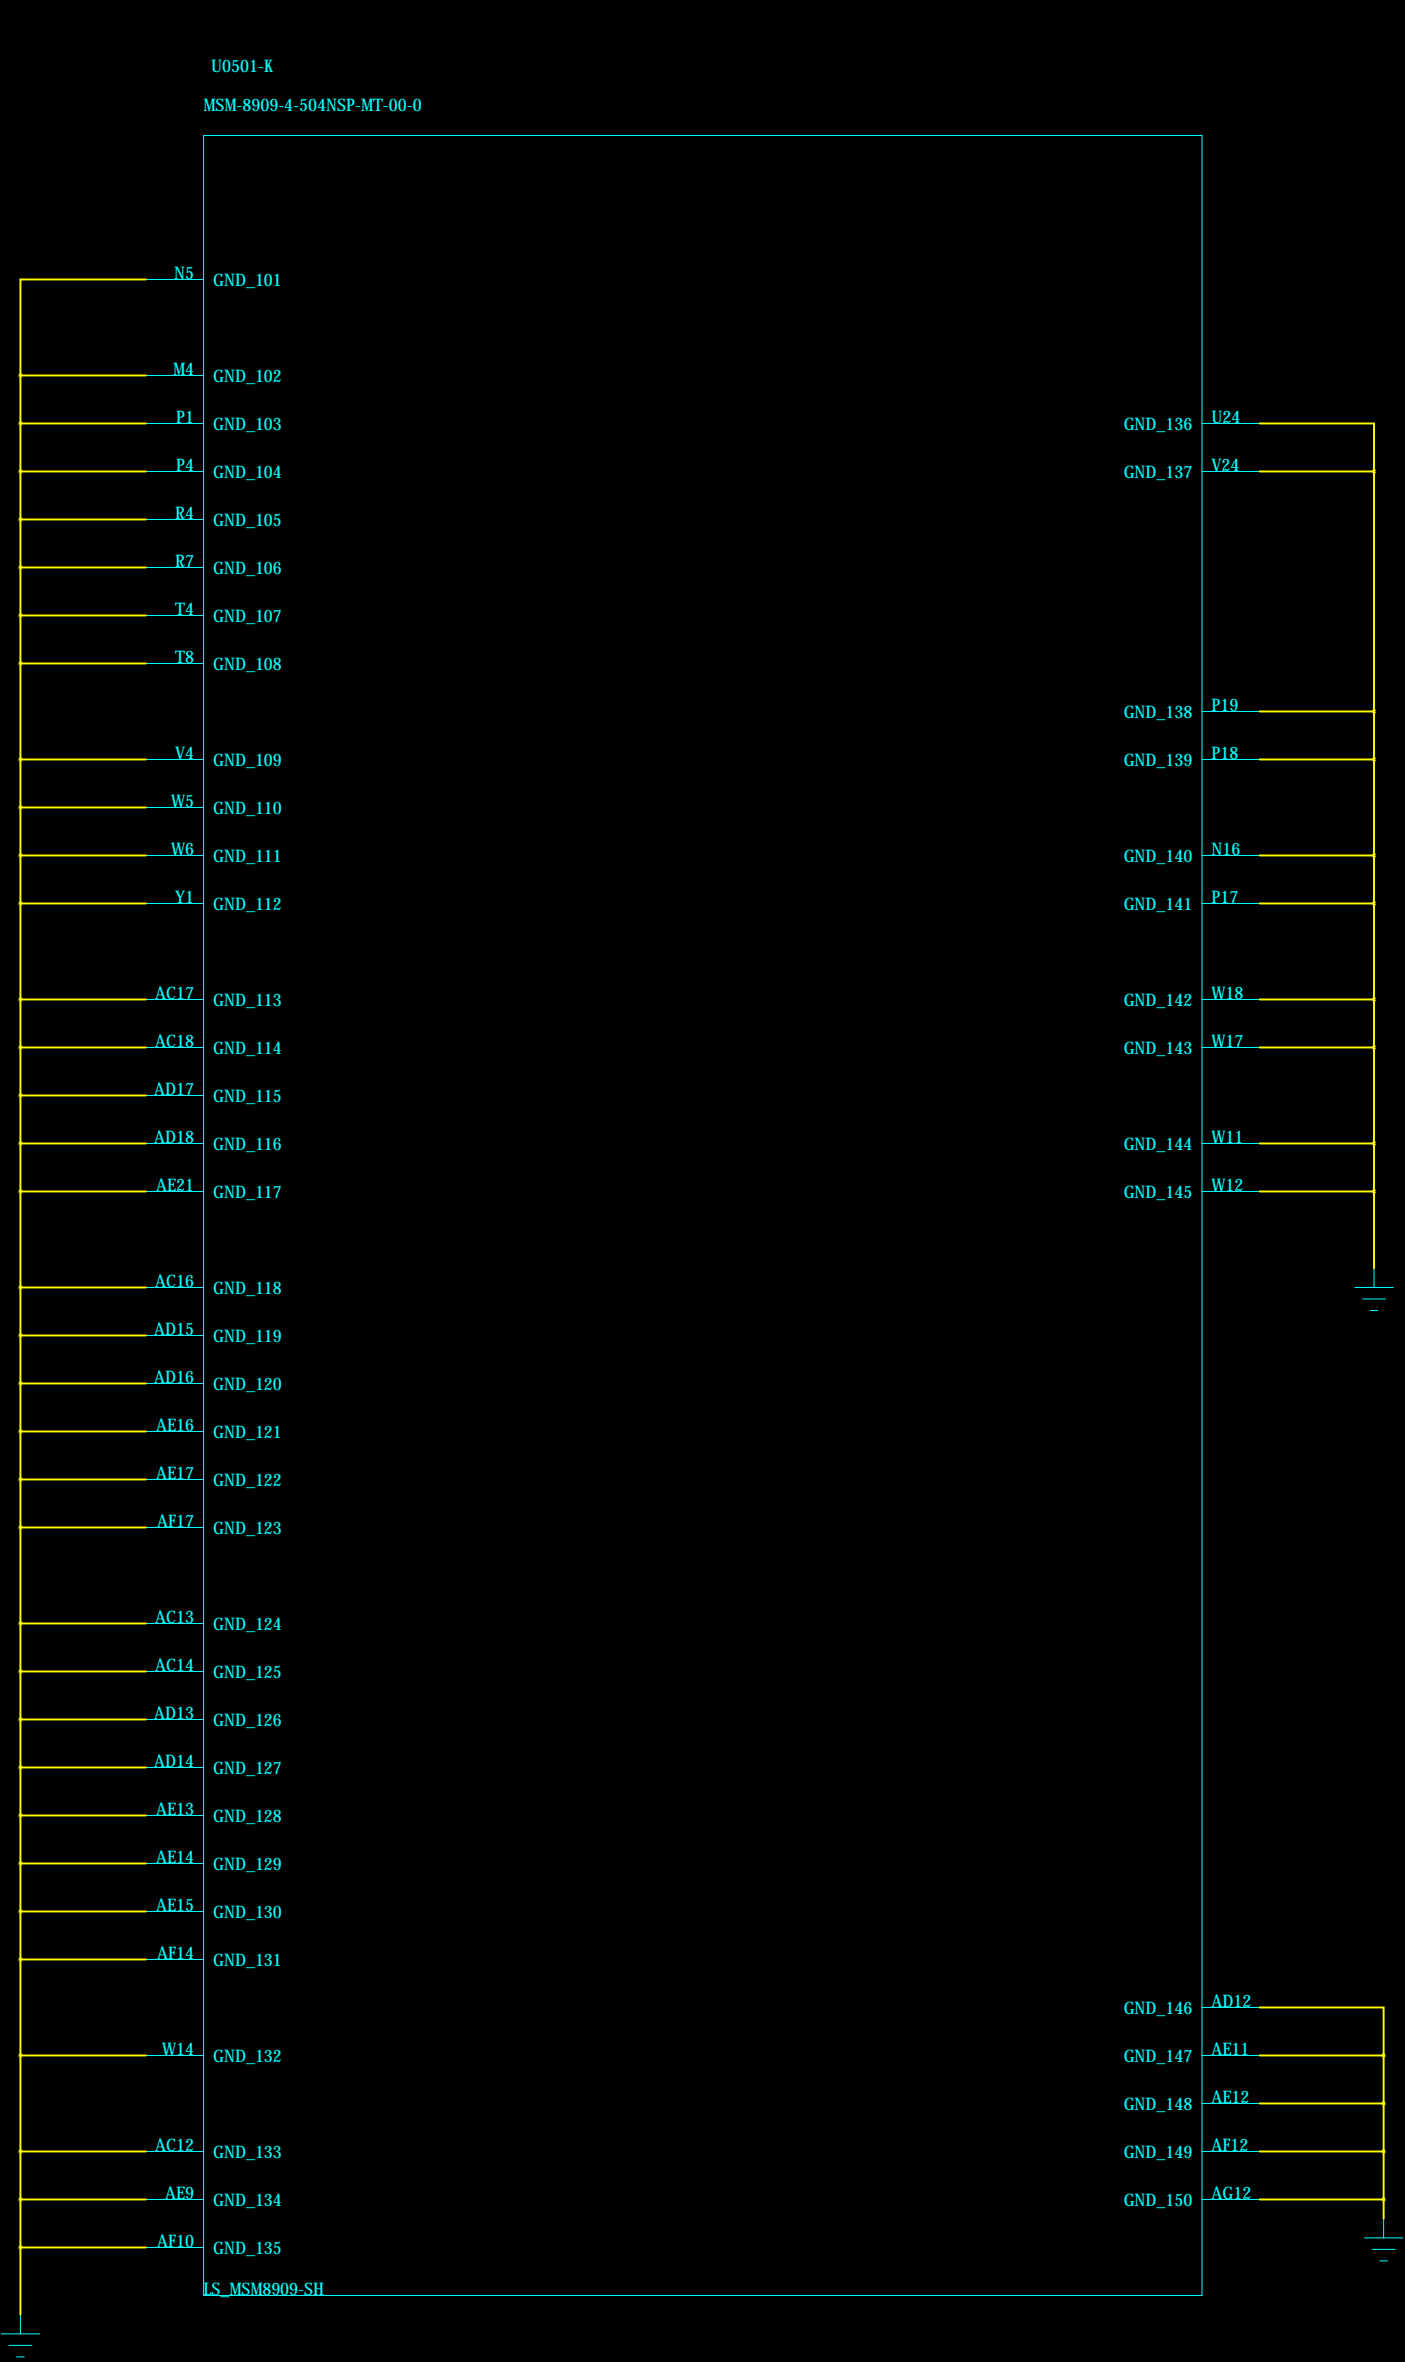 U0501-K
MSM-8909-4-504NSP-MT-00-0
N5 GND_101
M4 GND_102
P1 GND_103 GND_136 U24
P4 GND_104 GND_137 V24
R4 GND_105
R7 GND_106
T4 GND_107
T8 GND_108
GND_138 P19
V4 GND_109 GND_139 P18
W5 GND_110
W6 GND_111 GND_140 N16
Y1 GND_112 GND_141 P17
AC17 GND_113 GND_142 W18
AC18 GND_114 GND_143 W17
AD17 GND_115
AD18 GND_116 GND_144 W11
AE21 GND_117 GND_145 W12
AC16 GND_118
AD15 GND_119
AD16 GND_120
AE16 GND_121
AE17 GND_122
AF17 GND_123
AC13 GND_124
AC14 GND_125
AD13 GND_126
AD14 GND_127
AE13 GND_128
AE14 GND_129
AE15 GND_130
AF14 GND_131
GND_146 AD12
W14 GND_132 GND_147 AE11
GND_148 AE12
AC12 GND_133 GND_149 AF12
AE9 GND_134 GND_150 AG12
AF10 GND_135
LS_MSM8909-SH